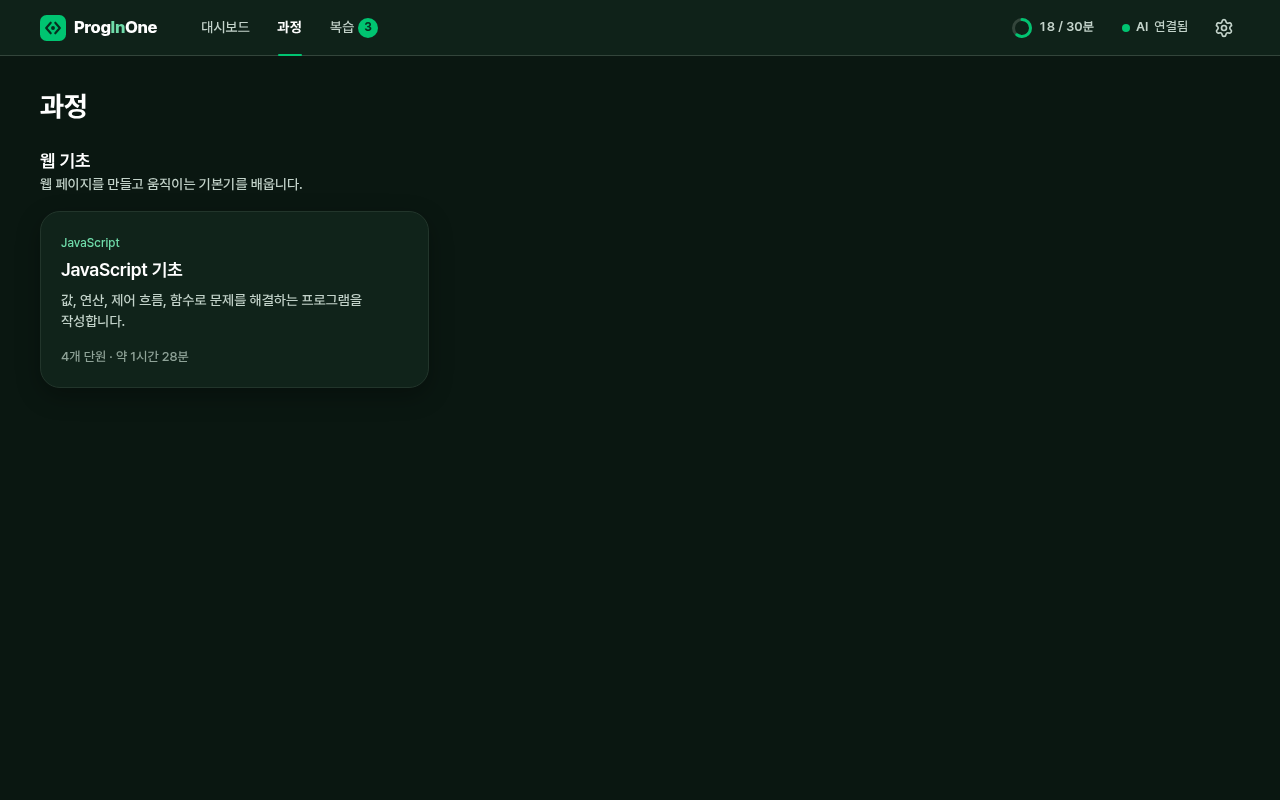 ProgInOne
대시보드
과정
복습 3
18 / 30분
AI 연결됨
과정
웹 기초
웹 페이지를 만들고 움직이는 기본기를 배웁니다.
JavaScript
JavaScript 기초
값, 연산, 제어 흐름, 함수로 문제를 해결하는 프로그램을
작성합니다.
4개 단원 · 약 1시간 28분